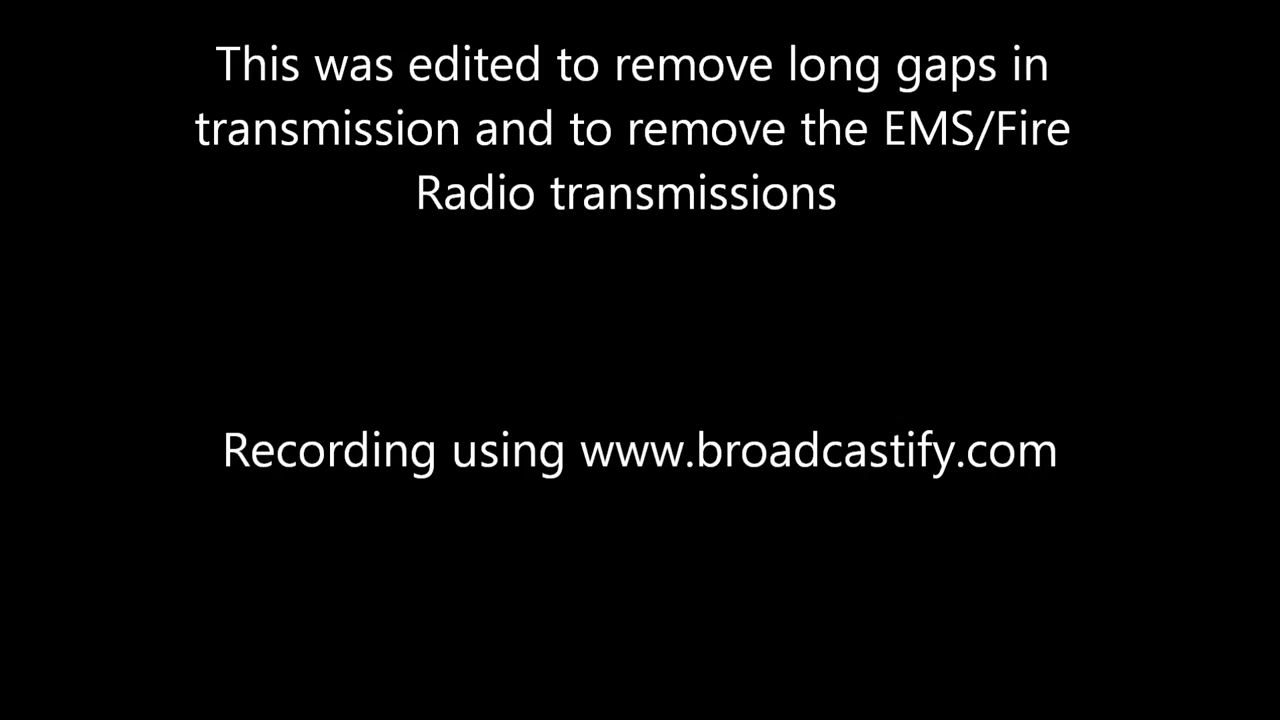 This was edited to remove long gaps in
transmission and to remove the EMS/Fire
Radio transmissions
Recording using www.broadcastify.com